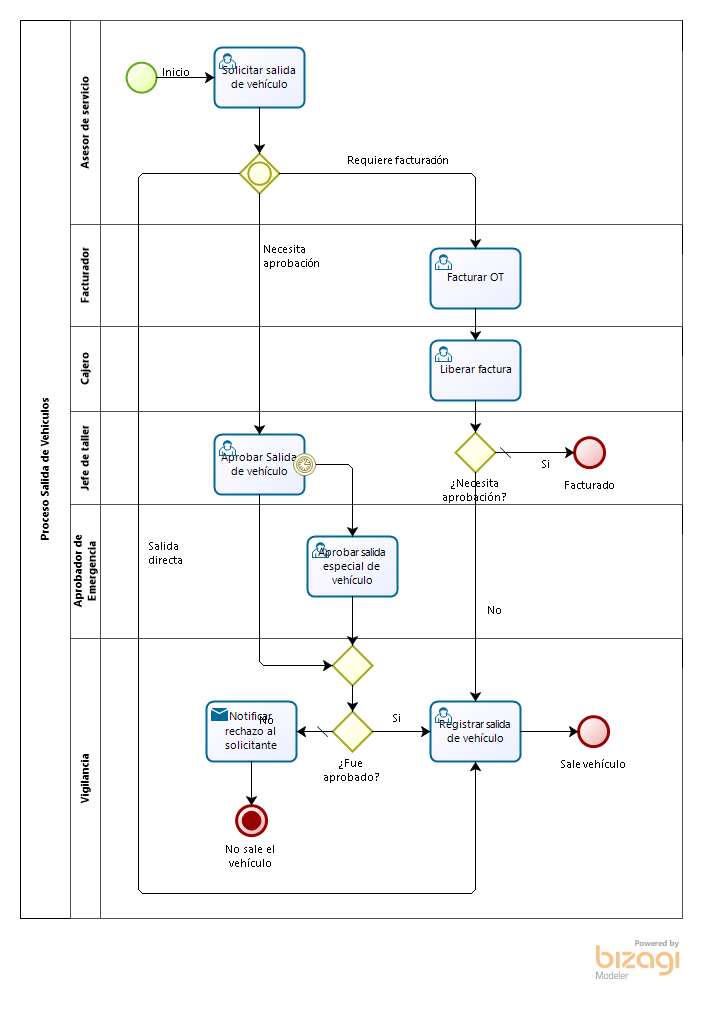 Proceso Salida de Vehículos
Asesor de servicio
Inicio
Solicitar salida
de vehículo
Requiere facturación
Necesita
aprobación
Facturador
Facturar OT
Cajero
Liberar factura
Jefe de taller
Aprobar Salida
de vehículo
¿Necesita
aprobación?
Si
Facturado
Aprobador de
Emergencia
Salida
directa
Aprobar salida
especial de
vehículo
No
Vigilancia
Notificar
rechazo al
solicitante
No
Si
¿Fue
aprobado?
Registrar salida
de vehículo
Sale vehículo
No sale el
vehículo
Powered by
bizagi
Modeler